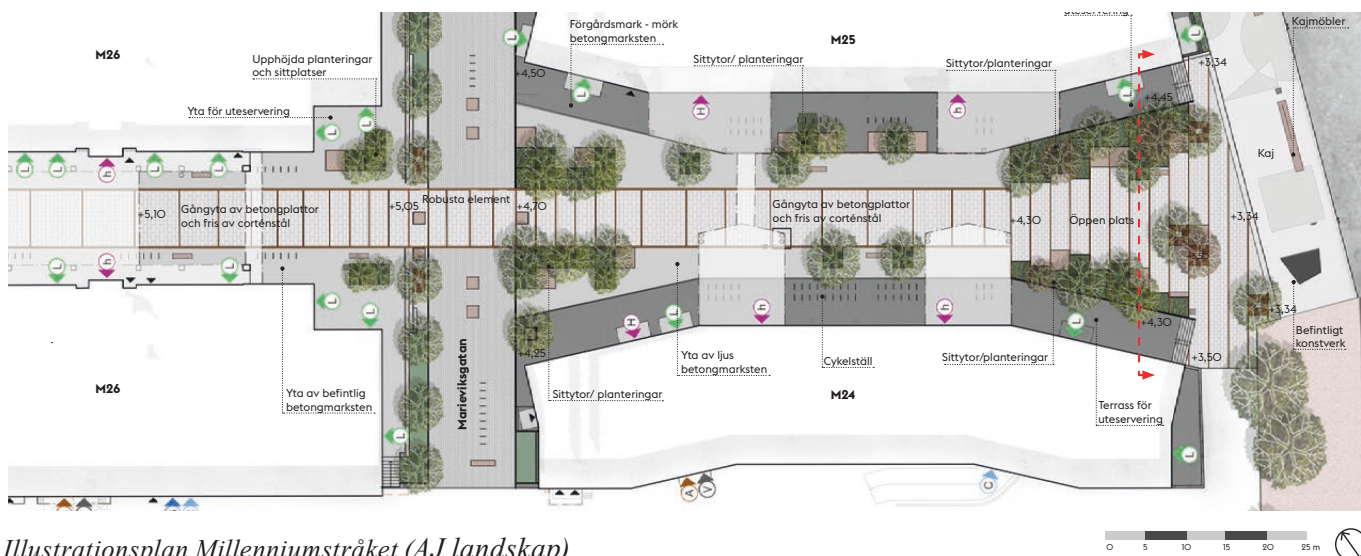 M26
Upphöjda planteringar
och sittplatser
Yta för uteservering
Förgårdsmark - mörk
betongmarksten
M25
Sittytor/ planteringar
Sittytor/planteringar
uteservering
Kajmöbler
+4,50
+3,34
+4,45
Kaj
+5,10
Gångyta av betongplattor
och fris av corténstål
+5,05
Robusta element
+4,70
Gångyta av betongplattor
och fris av corténstål
+4,30
Öppen plats
+3,34
L
L
h
L
L
L
L
L
H
h
L
L
L
h
L
L
L
H
L
h
h
L
L
L
+4,25
+4,30
+3,34
+3,50
Befintligt
konstverk
Marieviksgatan
M26
Yta av befintlig
betongmarksten
Sittytor/ planteringar
Yta av ljus
betongmarksten
Cykelställ
Sittytor/planteringar
M24
Terrass för
uteservering
A
V
C
Illustrationsplan Millenniumstråket (AJ landskap)
0 5 10 15 20 25 m